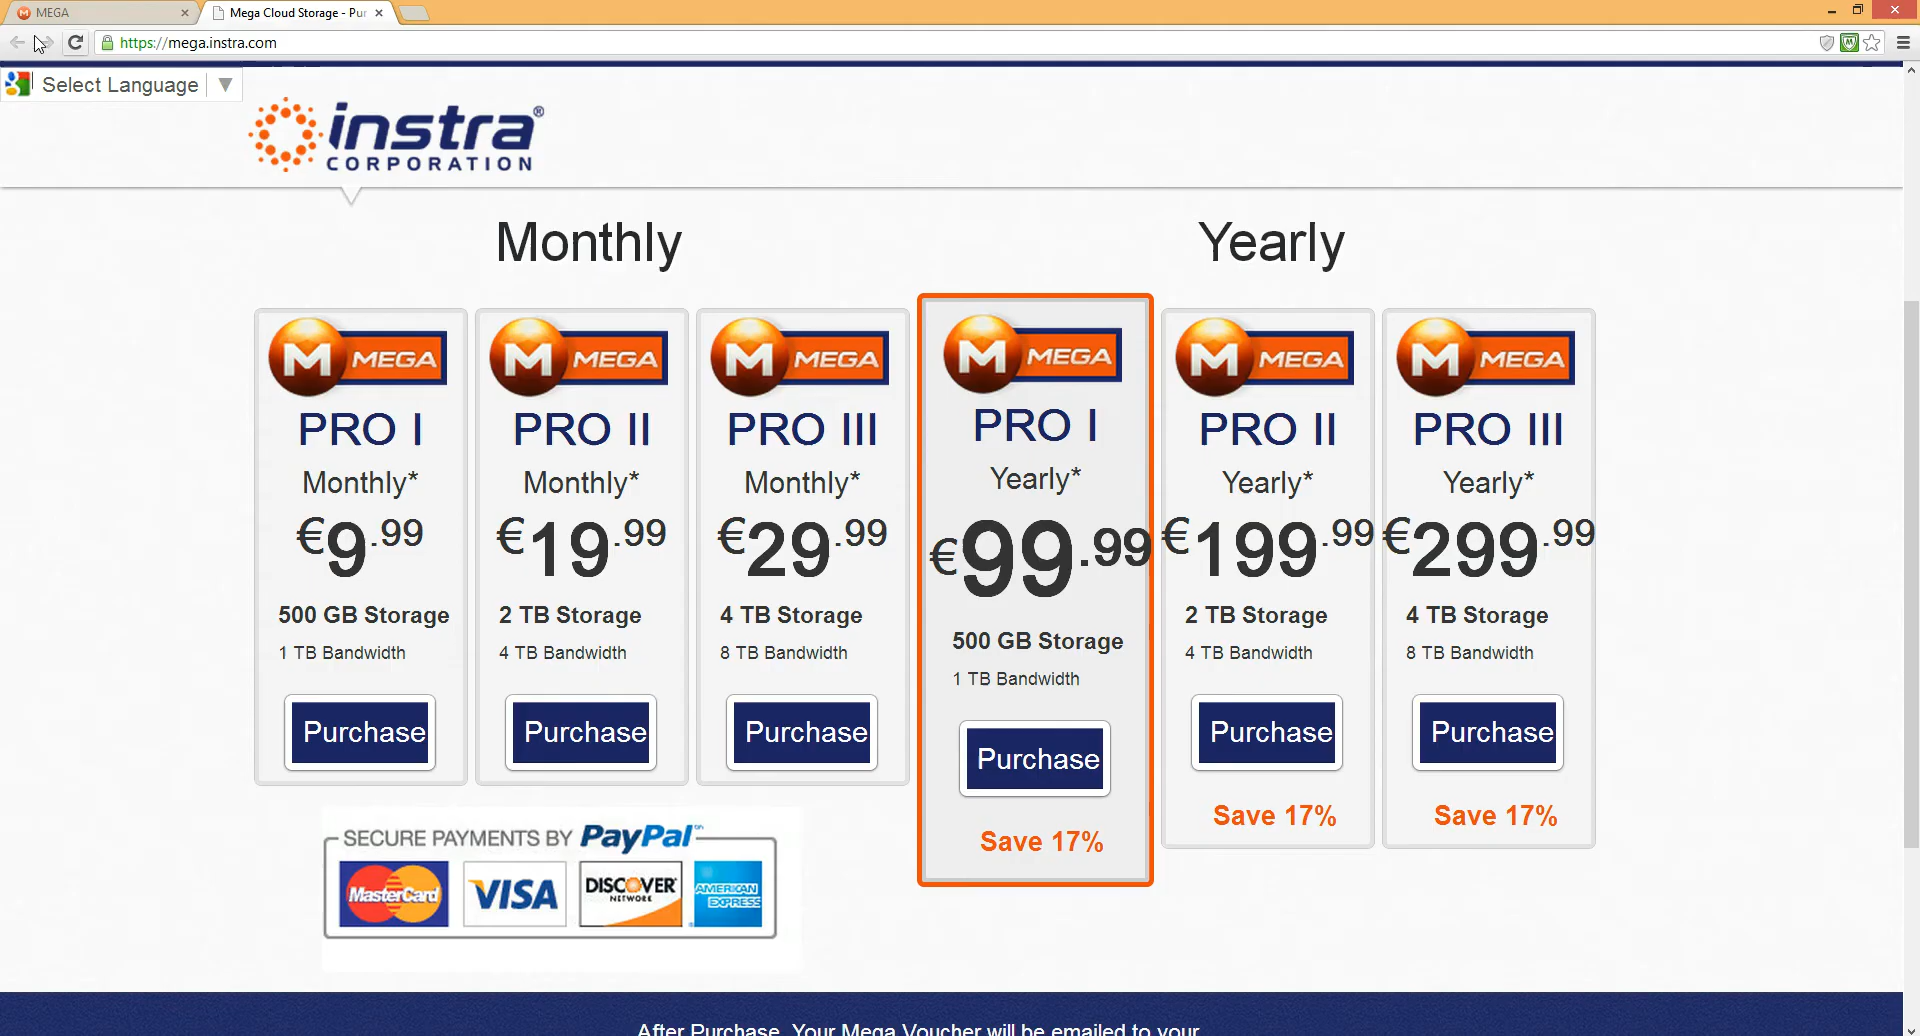 MEGA
Mega Cloud Storage - Pur
https://mega.instra.com
Select Language
instra®
CORPORATION
Monthly
Yearly
M MEGA
PRO I
Monthly*
€9.99
500 GB Storage
1 TB Bandwidth
Purchase
M MEGA
PRO II
Monthly*
€19.99
2 TB Storage
4 TB Bandwidth
Purchase
M MEGA
PRO III
Monthly*
€29.99
4 TB Storage
8 TB Bandwidth
Purchase
M MEGA
PRO I
Yearly*
€99.99
500 GB Storage
1 TB Bandwidth
Purchase
Save 17%
M MEGA
PRO II
Yearly*
€199.99
2 TB Storage
4 TB Bandwidth
Purchase
Save 17%
M MEGA
PRO III
Yearly*
€299.99
4 TB Storage
8 TB Bandwidth
Purchase
Save 17%
SECURE PAYMENTS BY PayPal
MasterCard
VISA
DISCOVER
NETWORK
AMERICAN
EXPRESS
After Purchase, Your Mega Voucher will be emailed to your